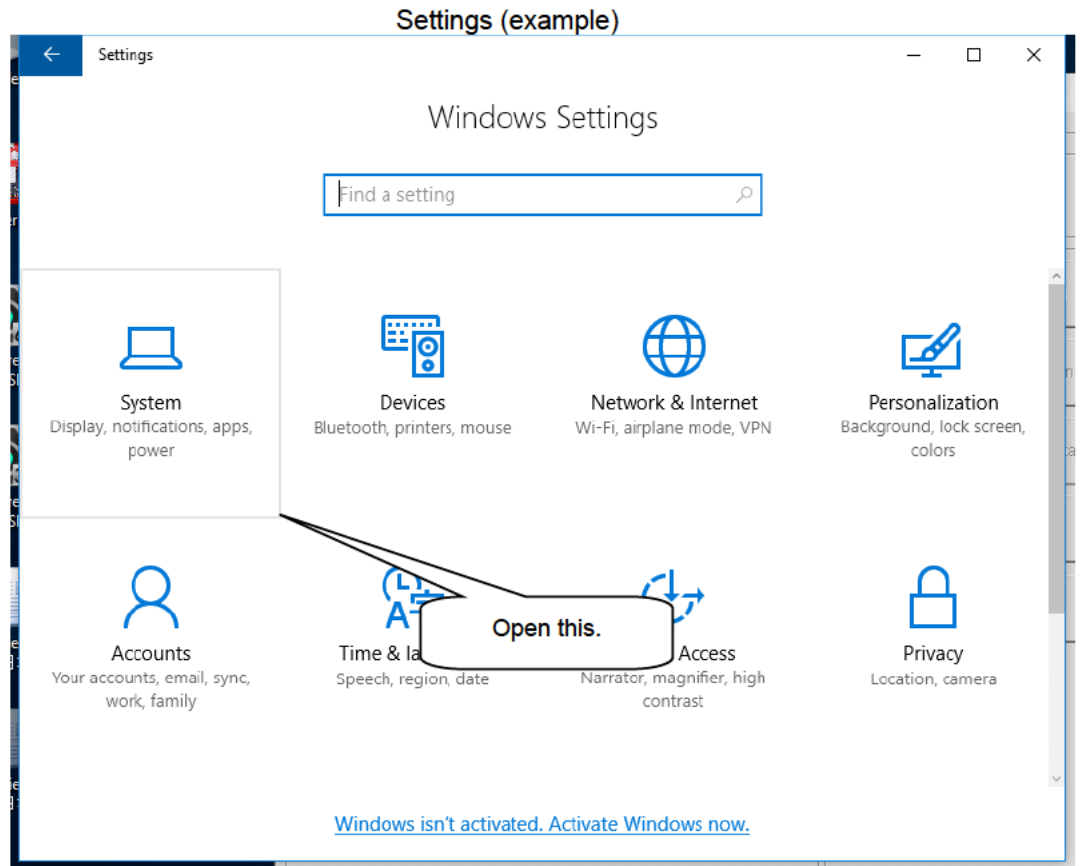 Settings (example)
Settings
Windows Settings
Find a setting
System
Display, notifications, apps,
power
Devices
Bluetooth, printers, mouse
Network & Internet
Wi-Fi, airplane mode, VPN
Personalization
Background, lock screen,
colors
Open this.
Accounts
Your accounts, email, sync,
work, family
Time &
Speech, region, date
Access
Narrator, magnifier, high
contrast
Privacy
Location, camera
Windows isn't activated. Activate Windows now.